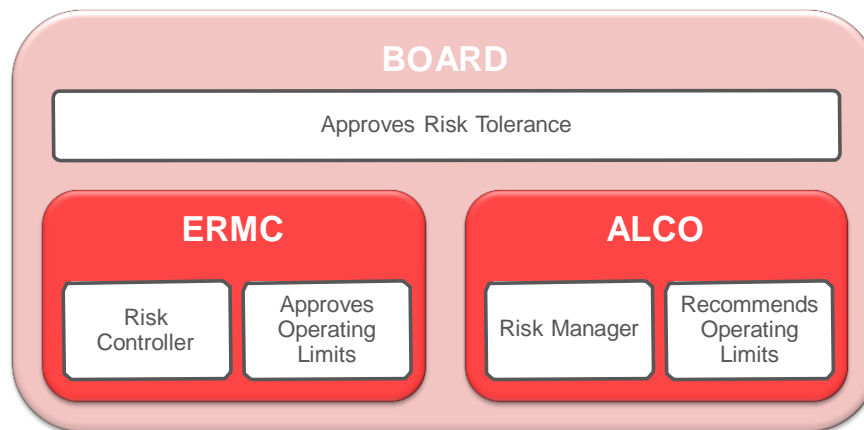 BOARD
Approves Risk Tolerance
ERMC
Risk
Controller
Approves
Operating
Limits
ALCO
Risk Manager
Recommends
Operating
Limits